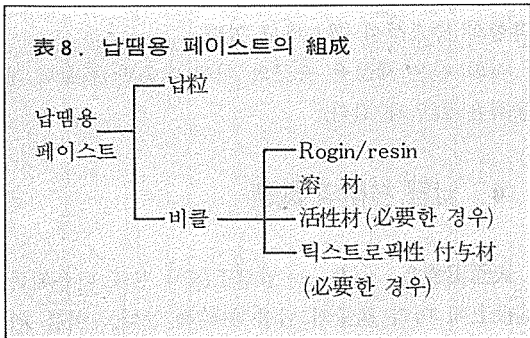 表 8. 납땜용 페이스트의 組成
납粒
납땜용
페이스트
Rogin/resin
溶 材
비클
活性材(必要한 경우)
틱스트로픽性 付与材
(必要한 경우)